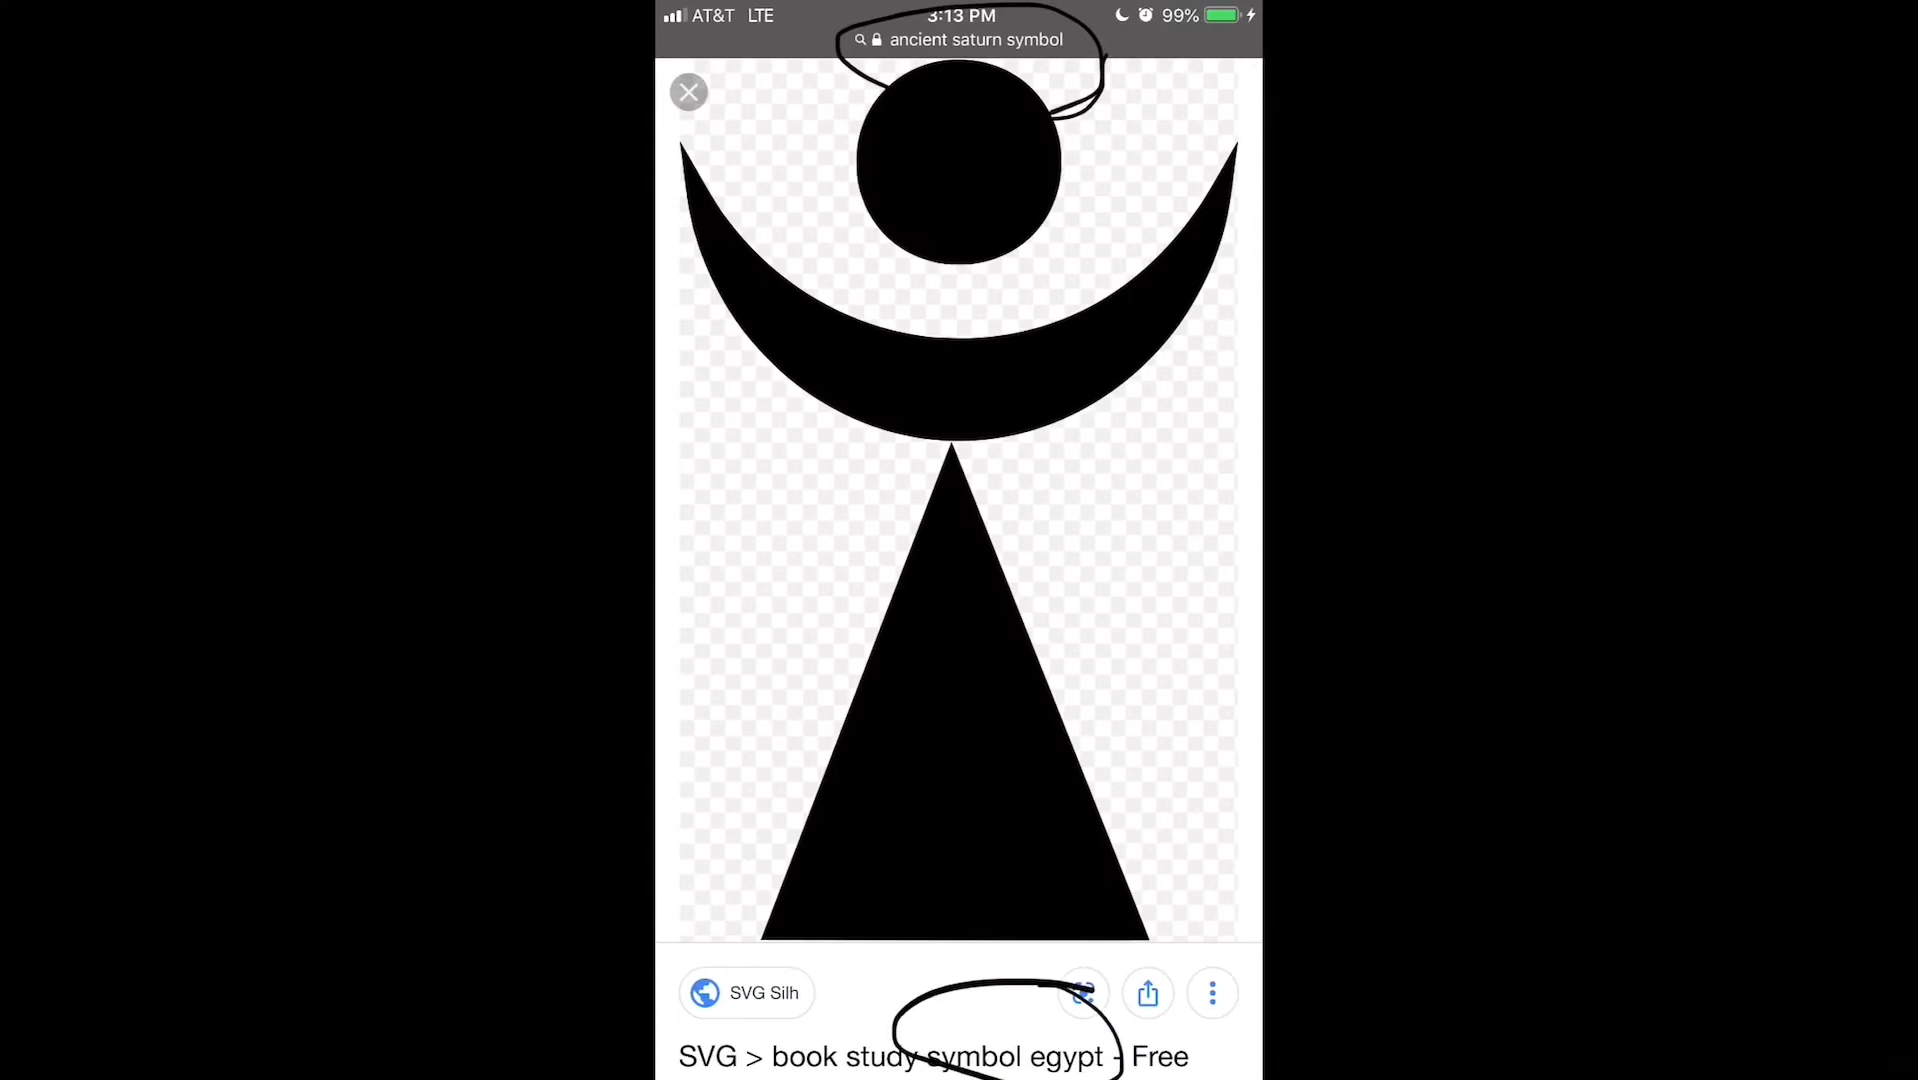 AT&T LTE 3:13 PM 99%
ancient saturn symbol
SVG Silh
SVG > book study symbol egypt - Free